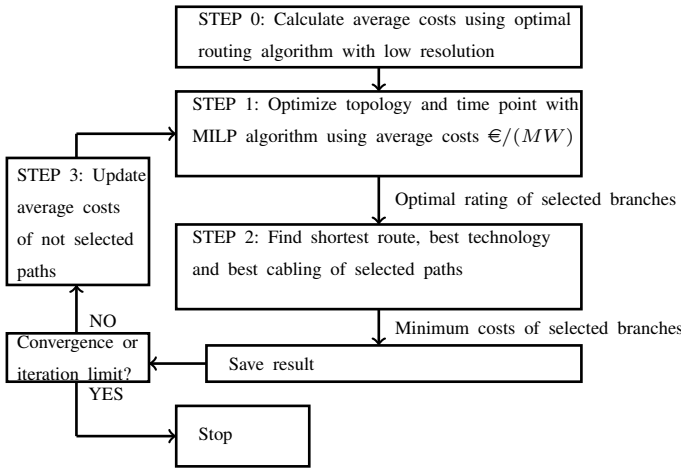 STEP 0: Calculate average costs using optimal
routing algorithm with low resolution
STEP 1: Optimize topology and time point with
MILP algorithm using average costs €/(MW)
Optimal rating of selected branches
STEP 2: Find shortest route, best technology
and best cabling of selected paths
Minimum costs of selected branches
Save result
Convergence or
iteration limit?
NO
STEP 3: Update
average costs
of not selected
paths
YES
Stop